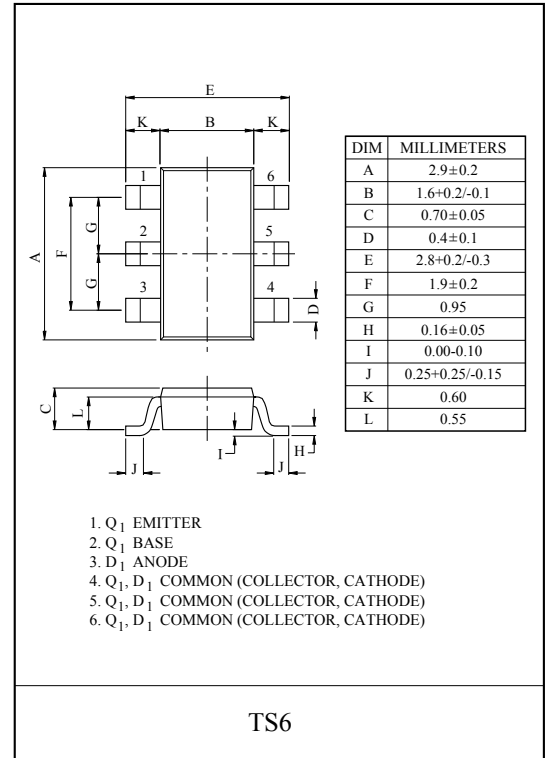 E
K B K
1 6
G
2 5
A F
G
3 4
D
C L
I H
J J
DIM MILLIMETERS
A 2.9±0.2
B 1.6+0.2/-0.1
C 0.70±0.05
D 0.4±0.1
E 2.8+0.2/-0.3
F 1.9±0.2
G 0.95
H 0.16±0.05
I 0.00-0.10
J 0.25+0.25/-0.15
K 0.60
L 0.55
1. Q1 EMITTER
2. Q1 BASE
3. D1 ANODE
4. Q1, D1 COMMON (COLLECTOR, CATHODE)
5. Q1, D1 COMMON (COLLECTOR, CATHODE)
6. Q1, D1 COMMON (COLLECTOR, CATHODE)
TS6